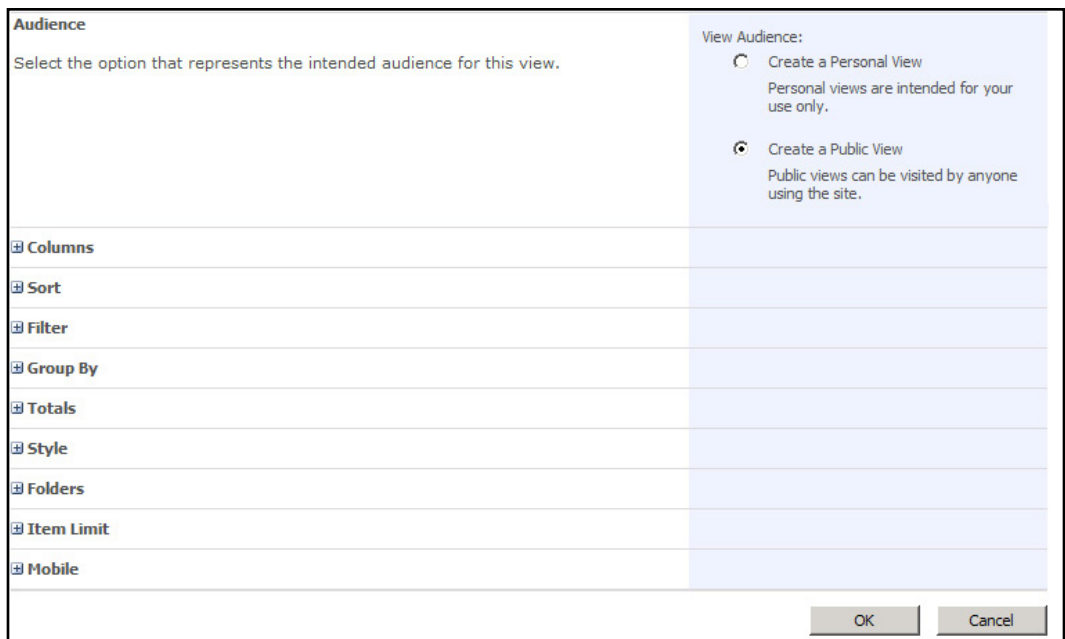 Audience
Select the option that represents the intended audience for this view.
View Audience:
Create a Personal View
Personal views are intended for your
use only.
Create a Public View
Public views can be visited by anyone
using the site.
Columns
Sort
Filter
Group By
Totals
Style
Folders
Item Limit
Mobile
OK
Cancel